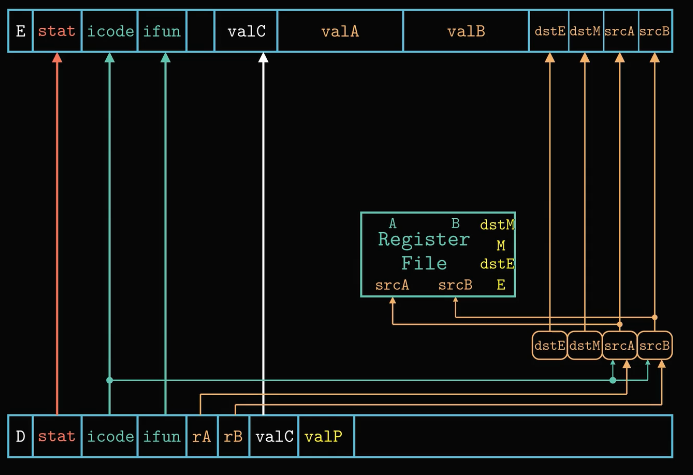 E stat icode ifun valC valA valB dstE dstM srcA srcB
A B dstM
Register M
File dstE
srcA srcB E
dstE dstM srcA srcB
D stat icode ifun rA rB valC valP